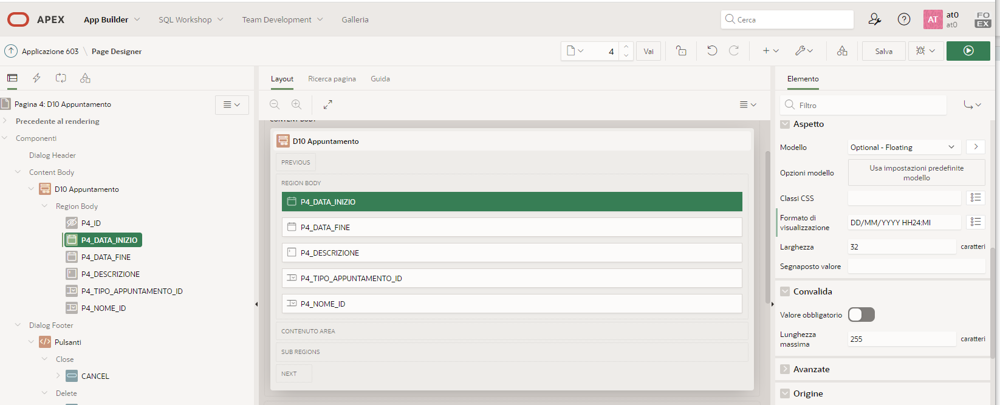 APEX
App Builder
SQL Workshop
Team Development
Galleria
Cerca
AT
at0
at0
FO
EX
Applicazione 603 \ Page Designer
4
Vai
Salva
Pagina 4: D10 Appuntamento
Precedente al rendering
Componenti
Dialog Header
Content Body
D10 Appuntamento
Region Body
P4_ID
P4_DATA_INIZIO
P4_DATA_FINE
P4_DESCRIZIONE
P4_TIPO_APPUNTAMENTO_ID
P4_NOME_ID
Dialog Footer
Pulsanti
Close
CANCEL
Delete
Layout
Ricerca pagina
Guida
CONTENT BODY
D10 Appuntamento
PREVIOUS
REGION BODY
P4_DATA_INIZIO
P4_DATA_FINE
P4_DESCRIZIONE
P4_TIPO_APPUNTAMENTO_ID
P4_NOME_ID
CONTENUTO AREA
SUB REGIONS
NEXT
Elemento
Filtro
Aspetto
Modello
Optional - Floating
Opzioni modello
Usa impostazioni predefinite
modello
Classi CSS
Formato di
visualizzazione
DD/MM/YYYY HH24:MI
Larghezza
32
caratteri
Segnaposto valore
Convalida
Valore obbligatorio
Lunghezza
massima
255
caratteri
Avanzate
Origine